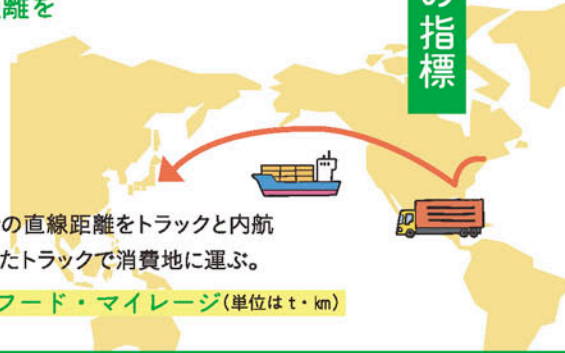 離を
の指標
の直線距離をトラックと内航
たトラックで消費地に運ぶ。
フード・マイレージ(単位はt・㎞)